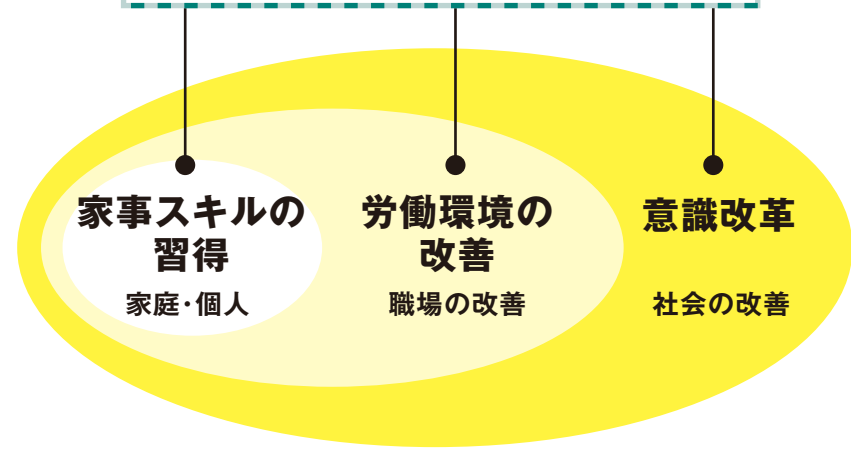 家事スキルの
習得
家庭・個人
労働環境の
改善
職場の改善
意識改革
社会の改善